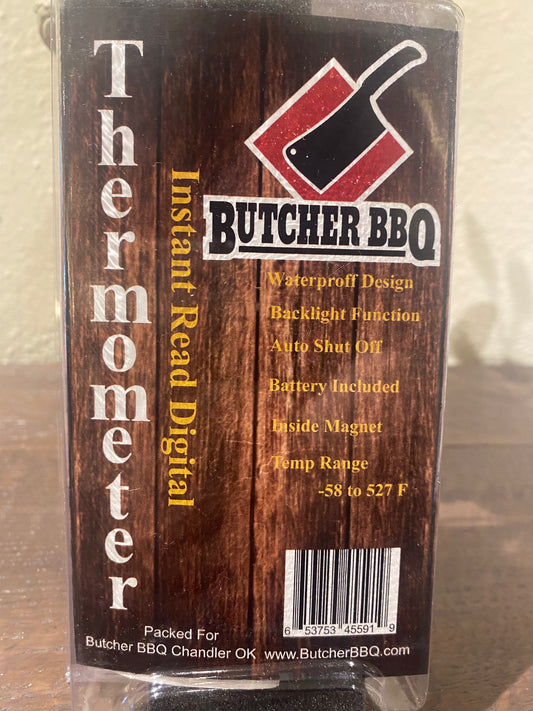 Thermometer
Instant Read Digital
BUTCHER BBQ
Waterproff Design
Backlight Function
Auto Shut Off
Battery Included
Inside Magnet
Temp Range
-58 to 527 F
6 53753 45591 9
Packed For
Butcher BBQ Chandler OK www.ButcherBBQ.com